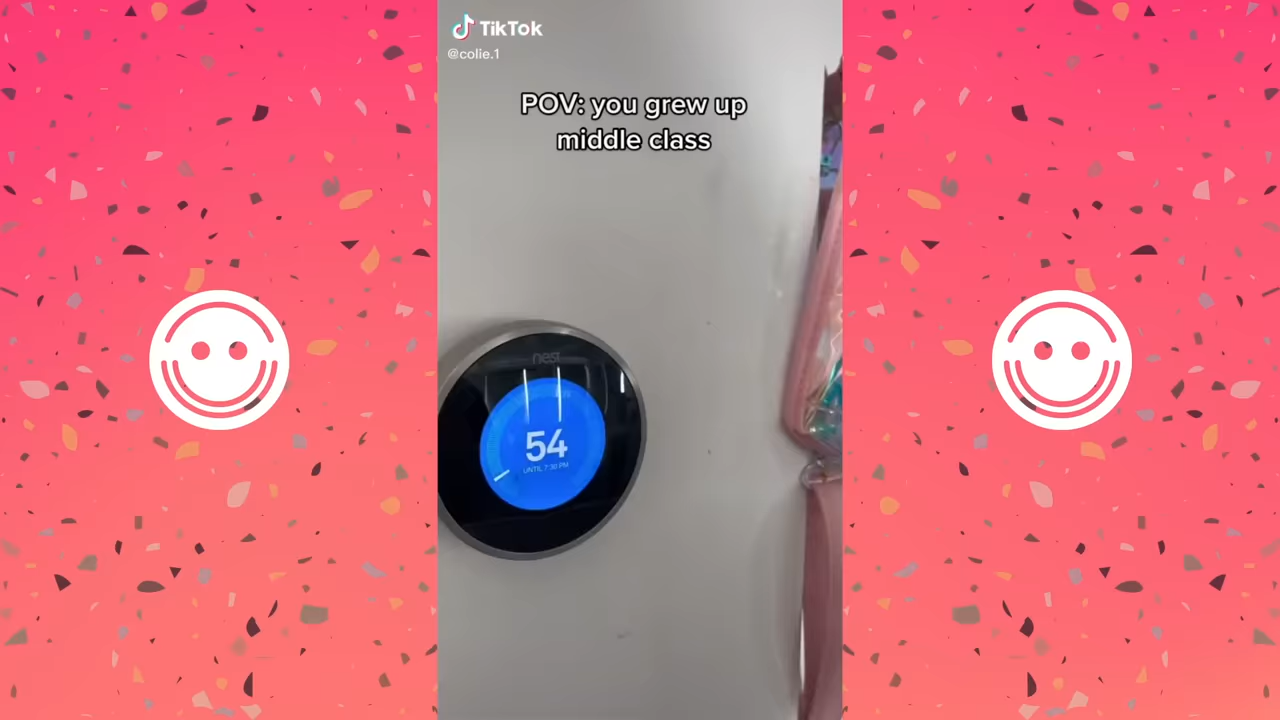 TikTok
@colie.1
POV: you grew up
middle class
nest
54
UNTIL 7:30 PM